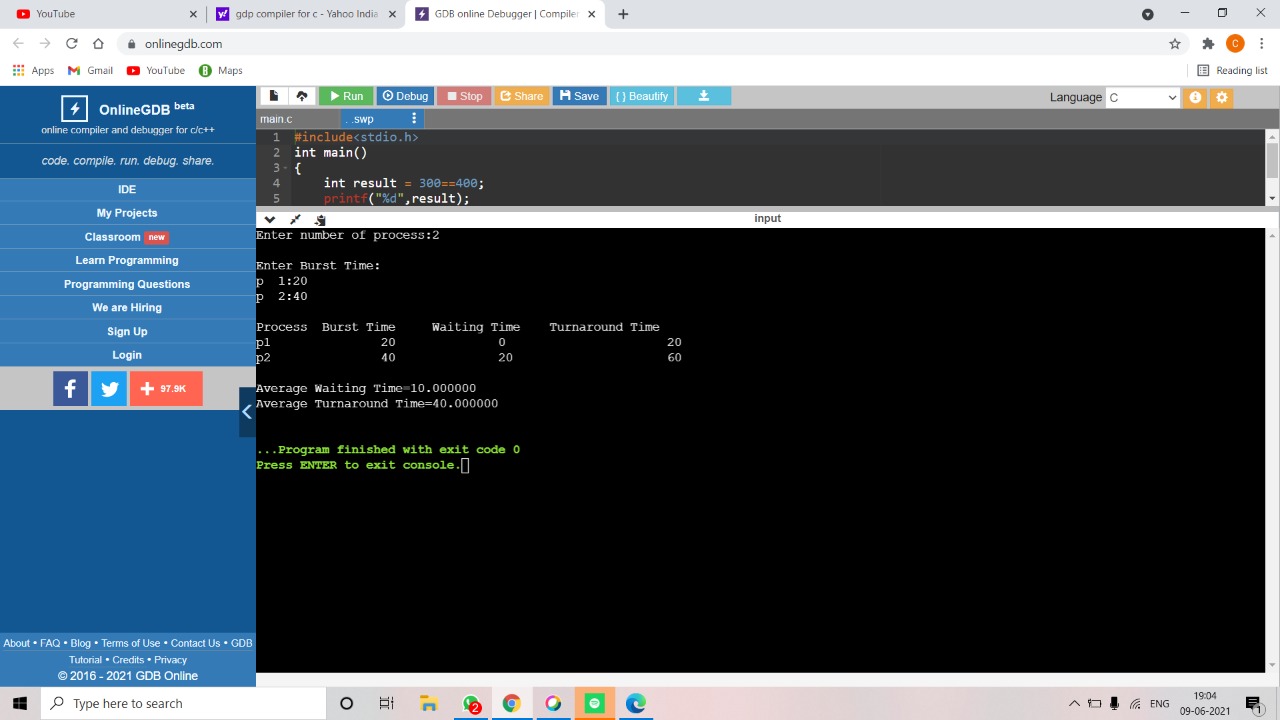 YouTube
gdp compiler for c - Yahoo India
GDB online Debugger | Compiler
onlinegdb.com
Apps Gmail YouTube Maps
Reading list
OnlineGDB beta
online compiler and debugger for c/c++
code. compile. run. debug. share.
IDE
My Projects
Classroom new
Learn Programming
Programming Questions
We are Hiring
Sign Up
Login
97.9K
About • FAQ • Blog • Terms of Use • Contact Us • GDB
Tutorial • Credits • Privacy
© 2016 - 2021 GDB Online
Run Debug Stop Share Save { } Beautify
Language C
main.c . .swp
1 #include<stdio.h>
2 int main()
3 {
4 int result = 300==400;
5 printf("%d",result);
input
Enter number of process:2
Enter Burst Time:
p 1:20
p 2:40
Process Burst Time Waiting Time Turnaround Time
p1 20 0 20
p2 40 20 60
Average Waiting Time=10.000000
Average Turnaround Time=40.000000
...Program finished with exit code 0
Press ENTER to exit console.
Type here to search
2
ENG
19:04
09-06-2021
1